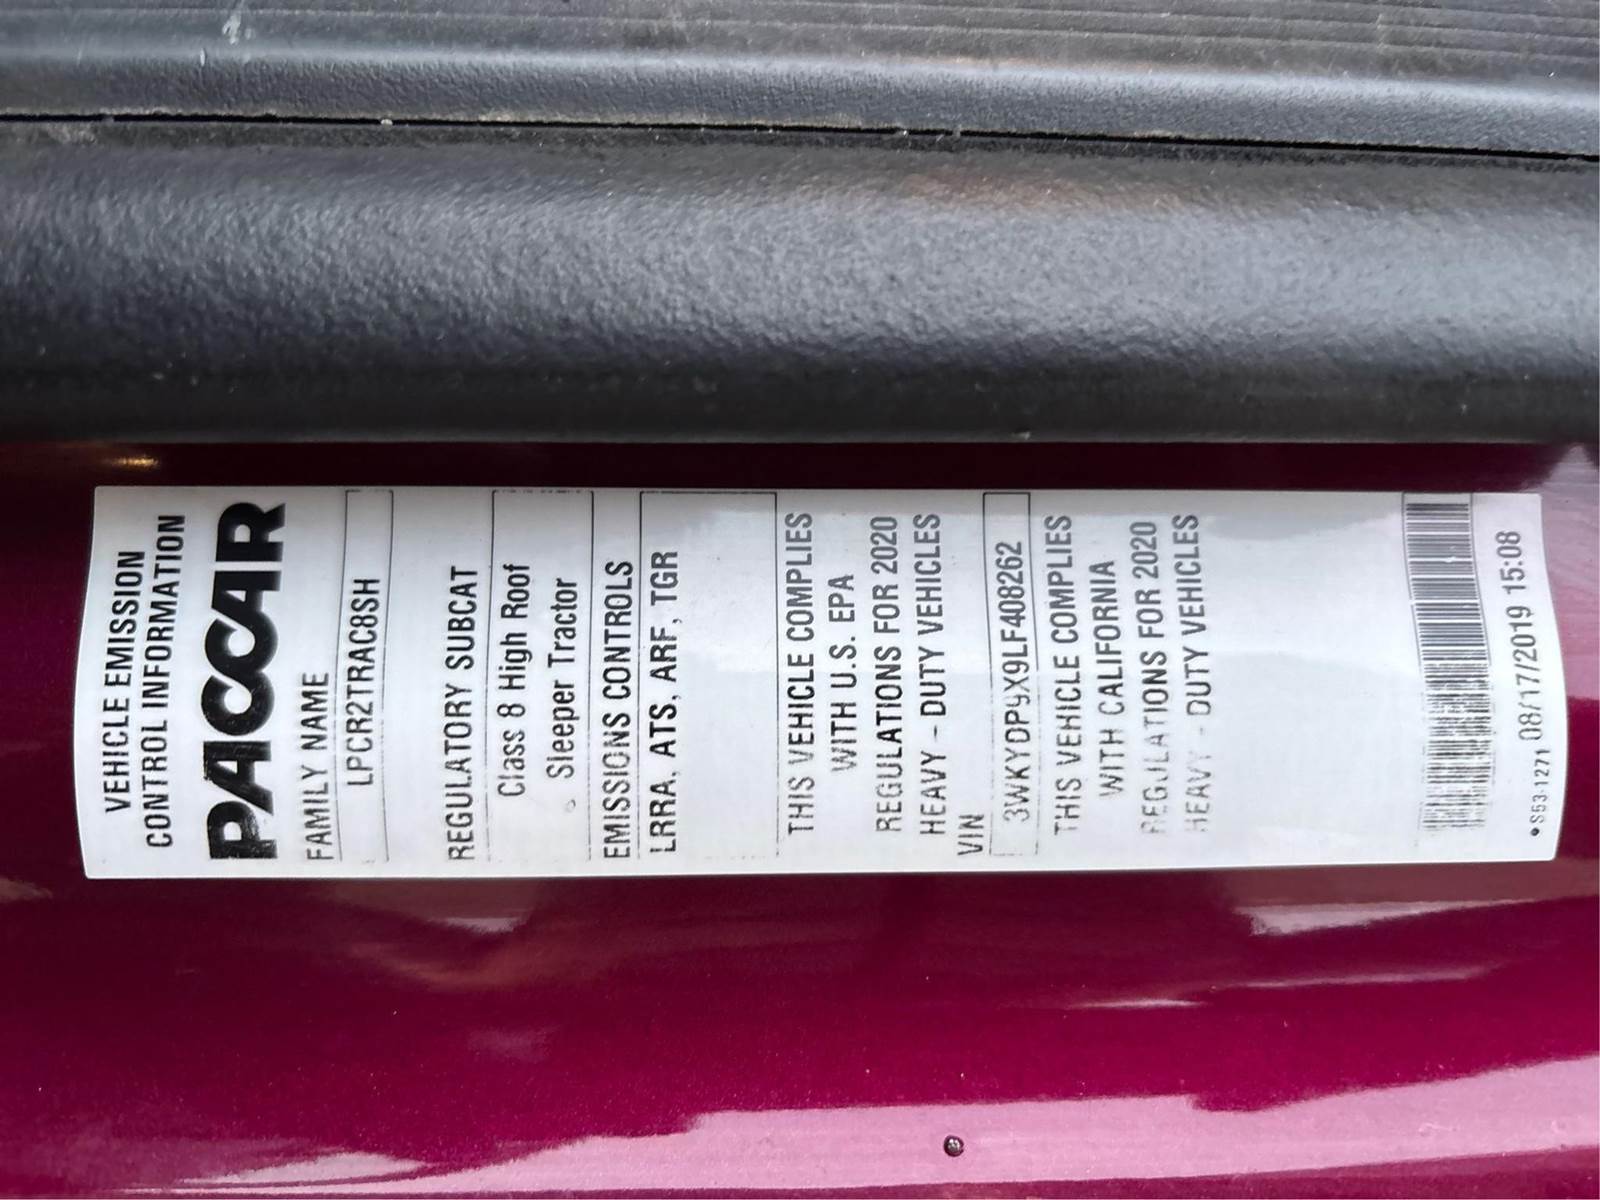 VEHICLE EMISSION
CONTROL INFORMATION
PACCAR
FAMILY NAME
LPCR2TRAC8SH
REGULATORY SUBCAT
Class 8 High Roof
Sleeper Tractor
EMISSIONS CONTROLS
LRRA, ATS, ARF, TGR
THIS VEHICLE COMPLIES
WITH U.S. EPA
REGULATIONS FOR 2020
HEAVY - DUTY VEHICLES
VIN
3WKYDP9X9LF408262
THIS VEHICLE COMPLIES
WITH CALIFORNIA
REGULATIONS FOR 2020
HEAVY - DUTY VEHICLES
•S53-1271 08/17/2019 15:08